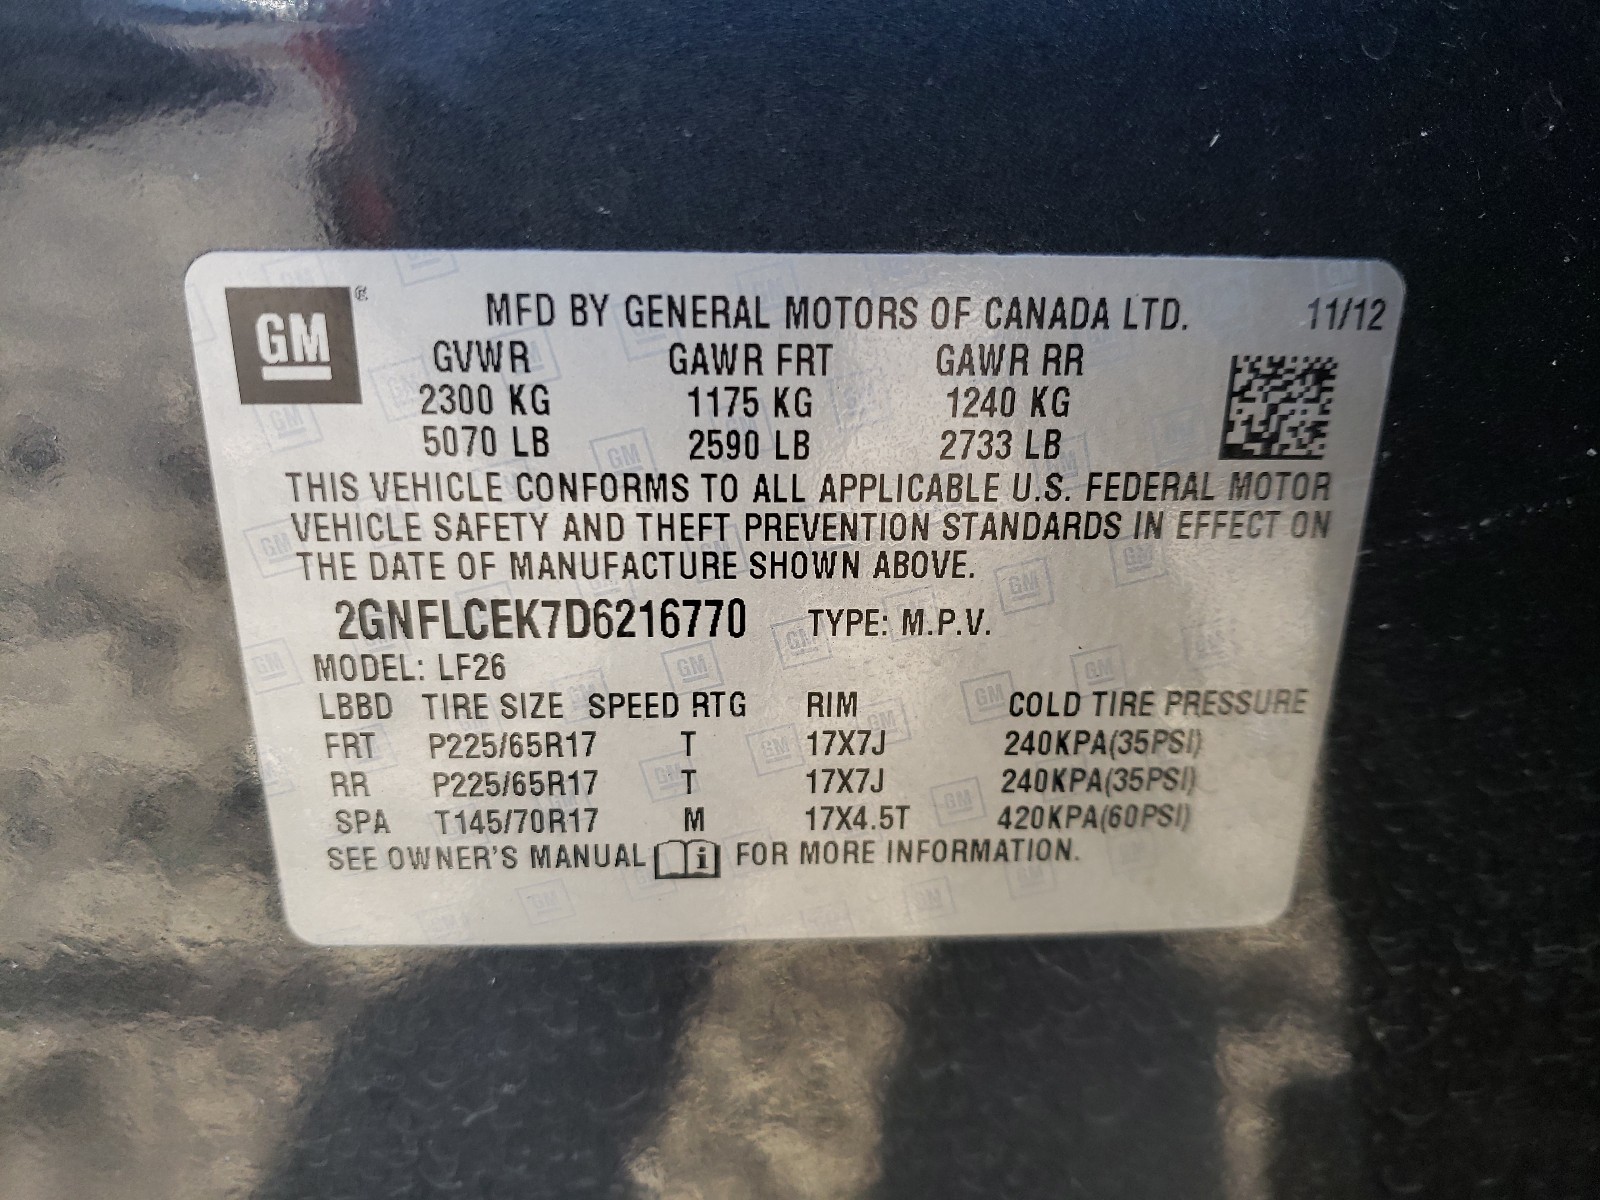 GM ® MFD BY GENERAL MOTORS OF CANADA LTD. 11/12
GVWR GAWR FRT GAWR RR
2300 KG 1175 KG 1240 KG
5070 LB 2590 LB 2733 LB
THIS VEHICLE CONFORMS TO ALL APPLICABLE U.S. FEDERAL MOTOR
VEHICLE SAFETY AND THEFT PREVENTION STANDARDS IN EFFECT ON
THE DATE OF MANUFACTURE SHOWN ABOVE.
2GNFLCEK7D6216770 TYPE: M.P.V.
MODEL: LF26
LBBD TIRE SIZE SPEED RTG RIM COLD TIRE PRESSURE
FRT P225/65R17 T 17X7J 240KPA(35PSI)
RR P225/65R17 T 17X7J 240KPA(35PSI)
SPA T145/70R17 M 17X4.5T 420KPA(60PSI)
SEE OWNER'S MANUAL i FOR MORE INFORMATION.